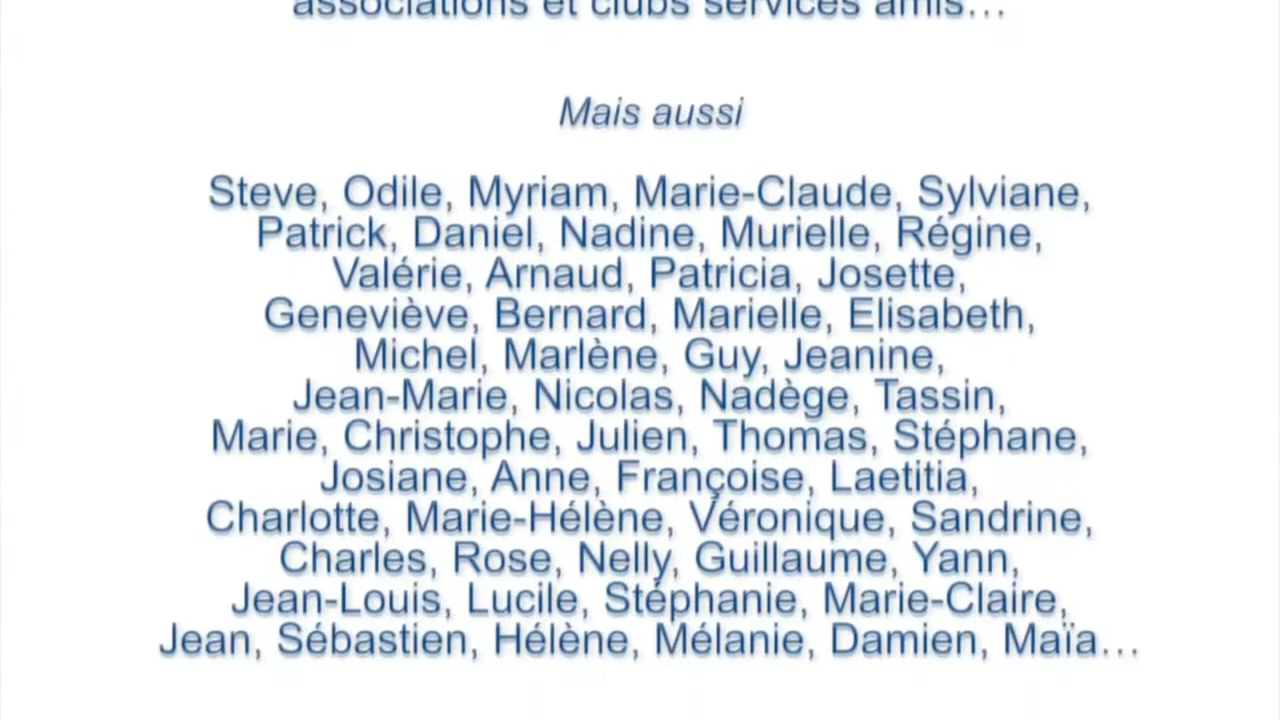 associations et clubs services amis…
Mais aussi
Steve, Odile, Myriam, Marie-Claude, Sylviane,
Patrick, Daniel, Nadine, Murielle, Régine,
Valérie, Arnaud, Patricia, Josette,
Geneviève, Bernard, Marielle, Elisabeth,
Michel, Marlène, Guy, Jeanine,
Jean-Marie, Nicolas, Nadège, Tassin,
Marie, Christophe, Julien, Thomas, Stéphane,
Josiane, Anne, Françoise, Laetitia,
Charlotte, Marie-Hélène, Véronique, Sandrine,
Charles, Rose, Nelly, Guillaume, Yann,
Jean-Louis, Lucile, Stéphanie, Marie-Claire,
Jean, Sébastien, Hélène, Mélanie, Damien, Maïa…